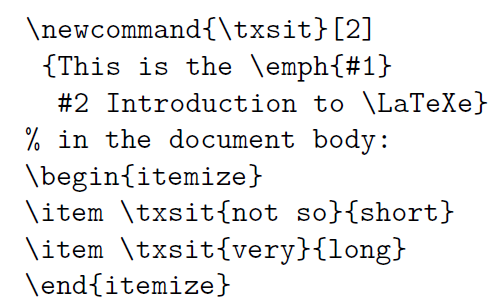 \newcommand{\txsit}[2]
{This is the \emph{#1}
#2 Introduction to \LaTeXe}
% in the document body:
\begin{itemize}
\item \txsit{not so}{short}
\item \txsit{very}{long}
\end{itemize}